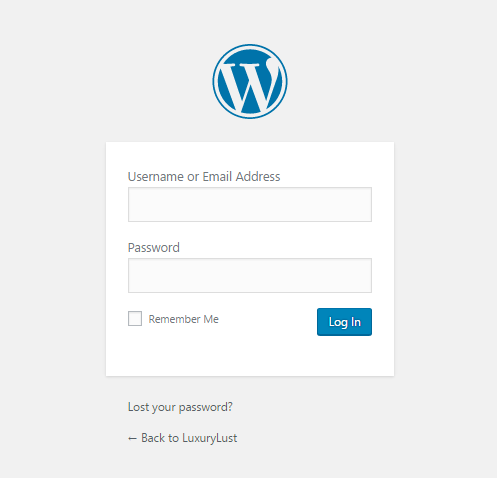 Username or Email Address
Password
Remember Me
Log In
Lost your password?
← Back to LuxuryLust